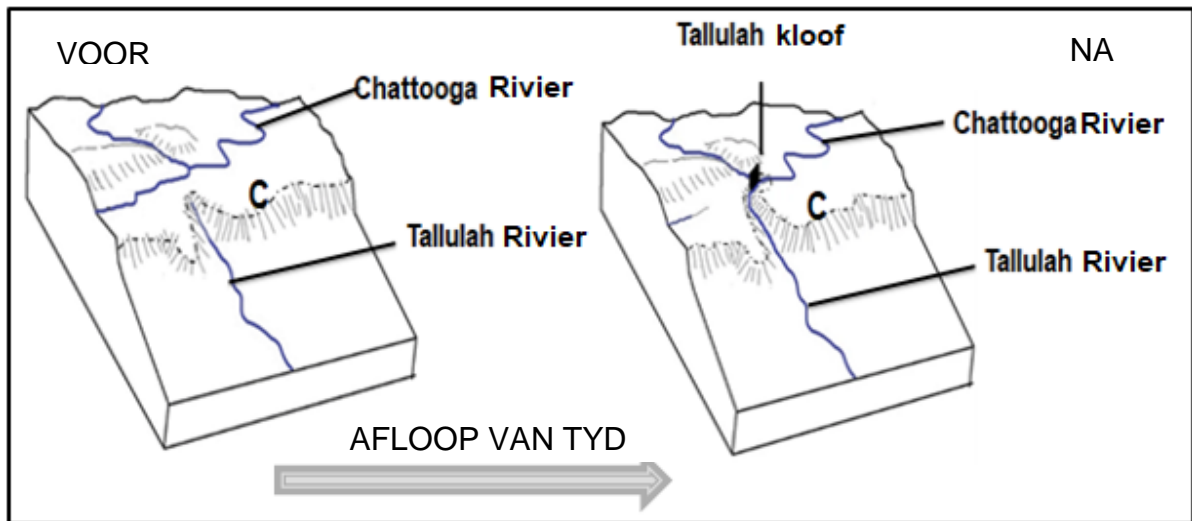 VOOR
Chattooga Rivier
C
Tallulah Rivier
Tallulah kloof
NA
Chattooga Rivier
C
Tallulah Rivier
AFLOOP VAN TYD